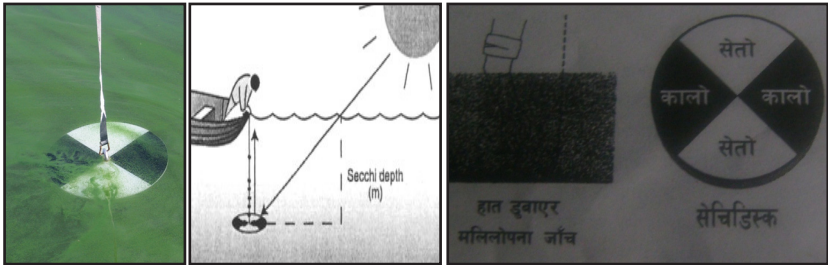 Secchi depth
(m)
हात डुबाएर
मलिलोपना जाँच
सेतो
कालो
कालो
सेतो
सेचिडिस्क